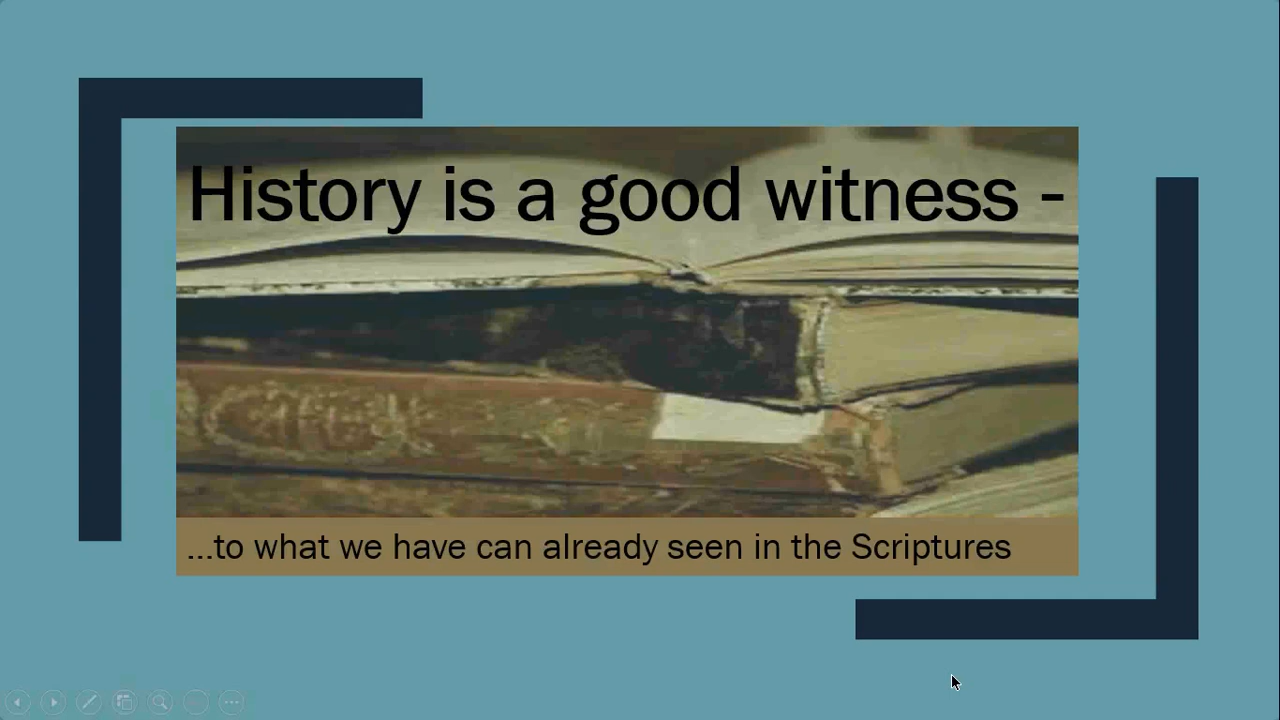 History is a good witness -
...to what we have can already seen in the Scriptures